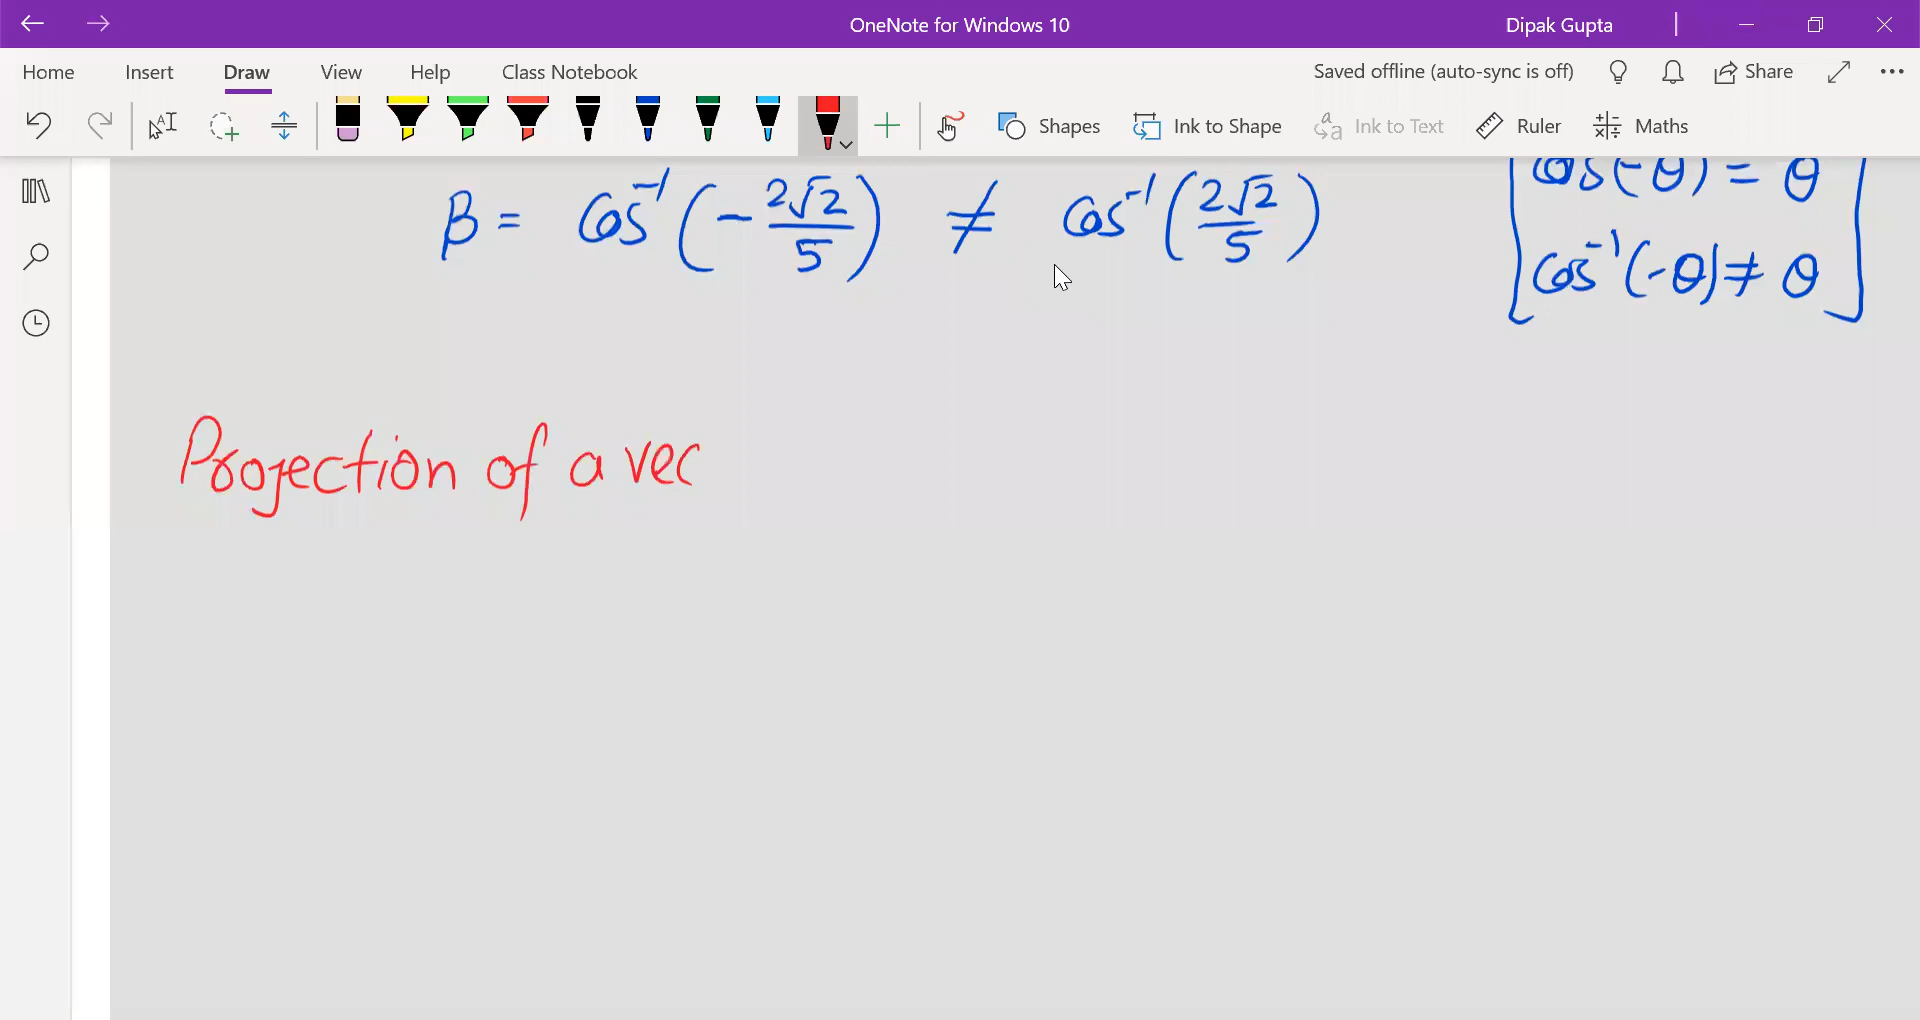 OneNote for Windows 10
Dipak Gupta
Home Insert Draw View Help Class Notebook
Saved offline (auto-sync is off) Share
Shapes Ink to Shape Ink to Text Ruler Maths
cos(-θ) = θ
β = cos⁻¹(-2√2/5) ≠ cos⁻¹(2√2/5)
cos⁻¹(-θ) ≠ θ
Projection of a vec